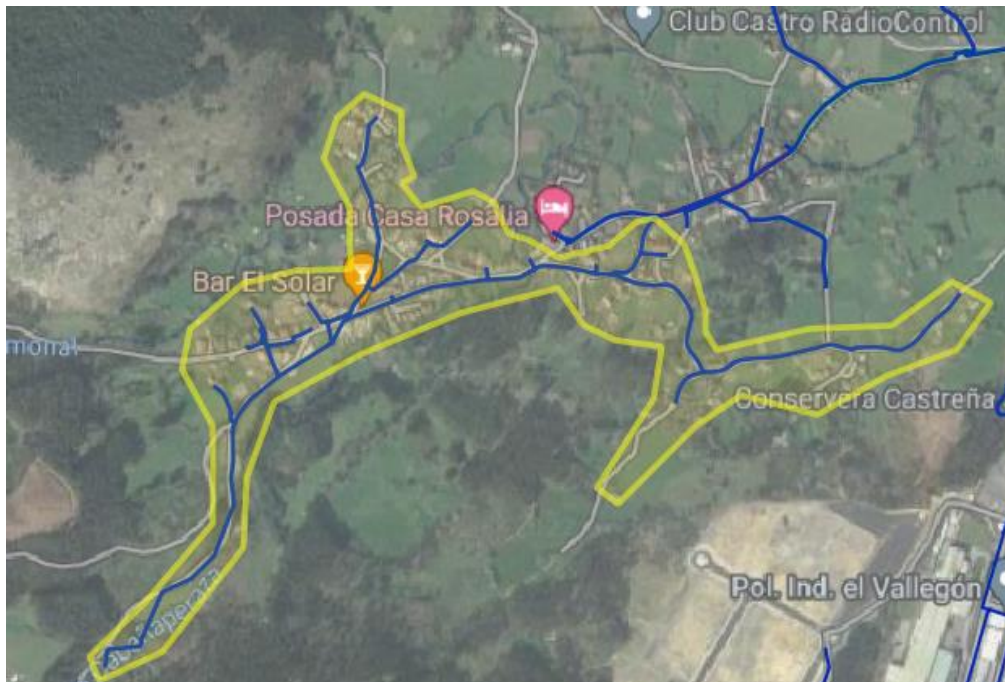 Club Castro RadioControl
Posada Casa Rosalía
Bar El Solar
Conservera Castreña
Pol. Ind. el Vallegón